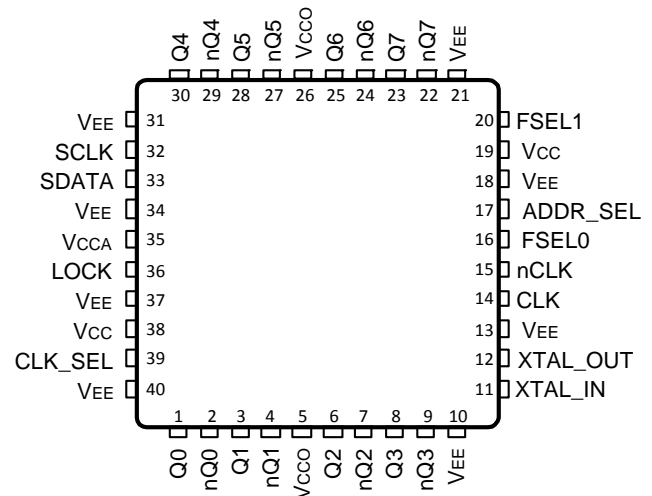 Q4 nQ4 Q5 nQ5 VCCO Q6 nQ6 Q7 nQ7 VEE
30 29 28 27 26 25 24 23 22 21
VEE 31
SCLK 32
SDATA 33
VEE 34
VCCA 35
LOCK 36
VEE 37
VCC 38
CLK_SEL 39
VEE 40
20 FSEL1
19 VCC
18 VEE
17 ADDR_SEL
16 FSEL0
15 nCLK
14 CLK
13 VEE
12 XTAL_OUT
11 XTAL_IN
1 2 3 4 5 6 7 8 9 10
Q0 nQ0 Q1 nQ1 VCCO Q2 nQ2 Q3 nQ3 VEE